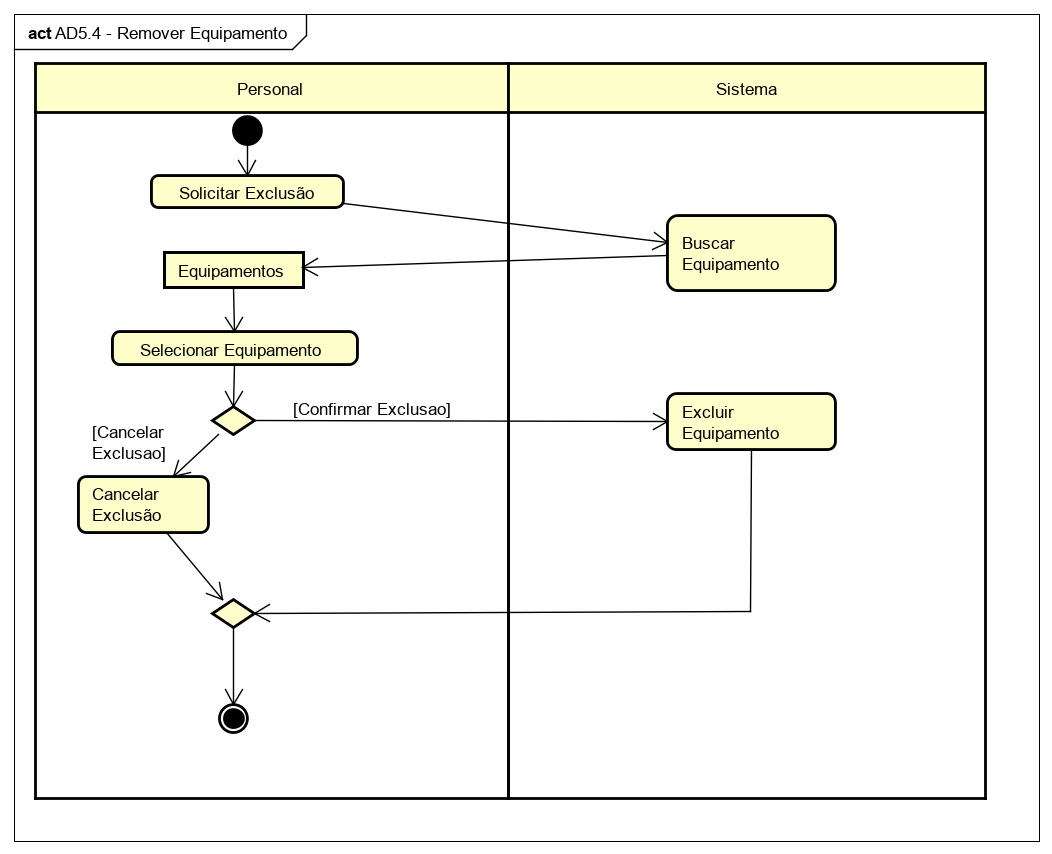 act AD5.4 - Remover Equipamento
Personal
Sistema
Solicitar Exclusão
Buscar
Equipamento
Equipamentos
Selecionar Equipamento
[Confirmar Exclusao]
Excluir
Equipamento
[Cancelar
Exclusao]
Cancelar
Exclusão